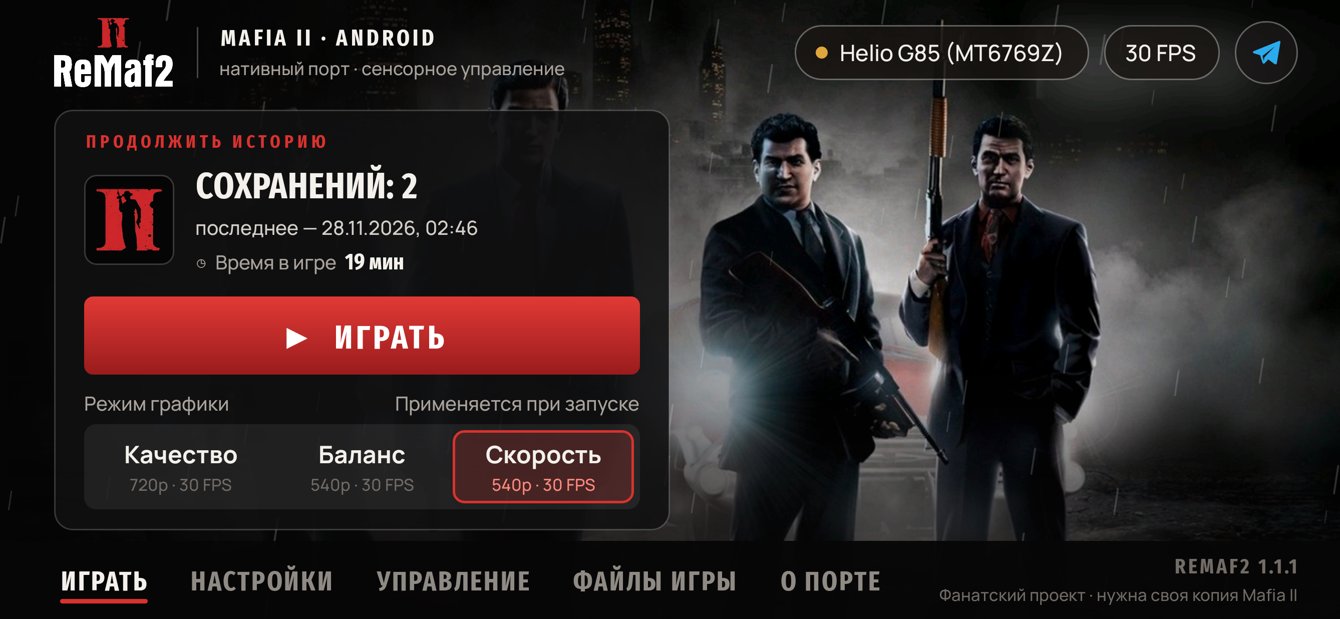 II
ReMaf2
MAFIA II · ANDROID
нативный порт · сенсорное управление
Helio G85 (MT6769Z)
30 FPS
ПРОДОЛЖИТЬ ИСТОРИЮ
II
СОХРАНЕНИЙ: 2
последнее — 28.11.2026, 02:46
Время в игре 19 мин
ИГРАТЬ
Режим графики
Применяется при запуске
Качество
720p · 30 FPS
Баланс
540p · 30 FPS
Скорость
540p · 30 FPS
ИГРАТЬ
НАСТРОЙКИ
УПРАВЛЕНИЕ
ФАЙЛЫ ИГРЫ
О ПОРТЕ
REMAF2 1.1.1
Фанатский проект · нужна своя копия Mafia II